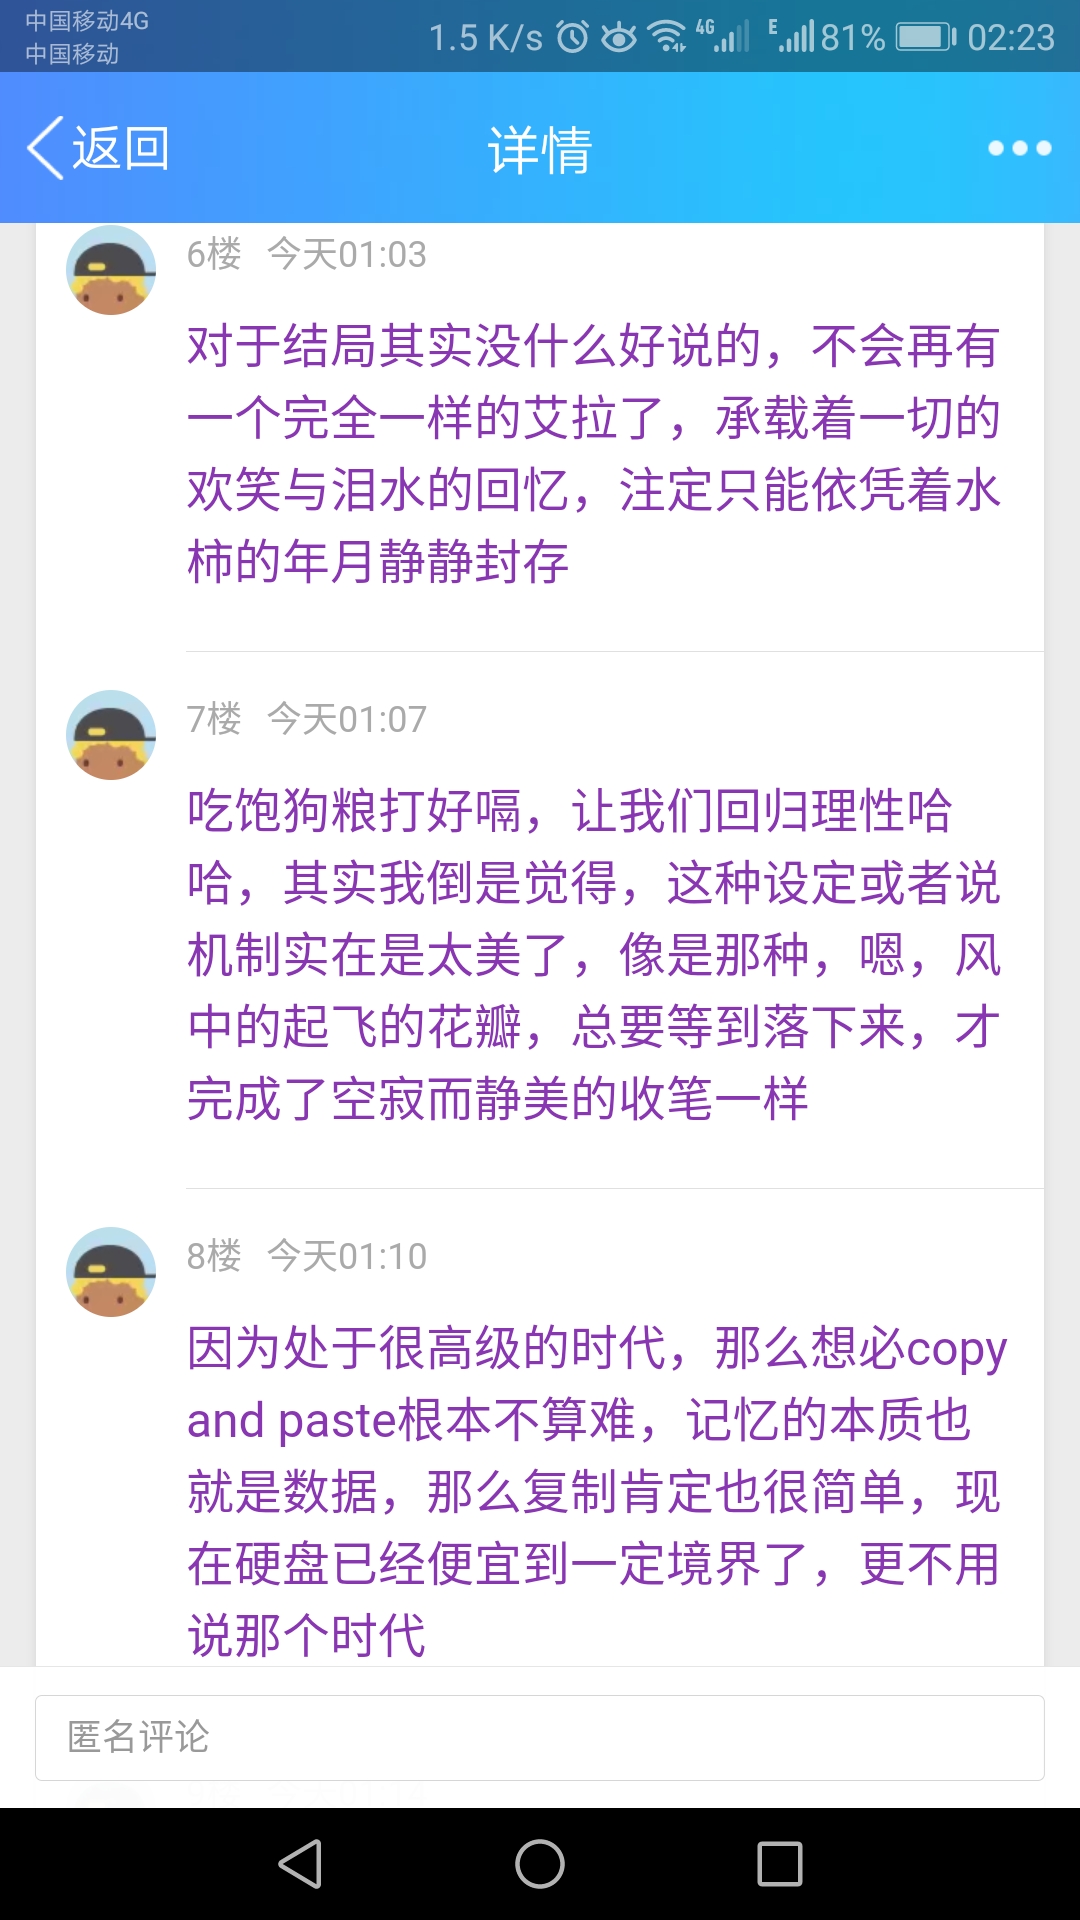 中国移动4G
中国移动
1.5 K/s 4G E 81% 02:23
返回
详情
6楼 今天01:03
对于结局其实没什么好说的，不会再有
一个完全一样的艾拉了，承载着一切的
欢笑与泪水的回忆，注定只能依凭着水
柿的年月静静封存
7楼 今天01:07
吃饱狗粮打好嗝，让我们回归理性哈
哈，其实我倒是觉得，这种设定或者说
机制实在是太美了，像是那种，嗯，风
中的起飞的花瓣，总要等到落下来，才
完成了空寂而静美的收笔一样
8楼 今天01:10
因为处于很高级的时代，那么想必copy
and paste根本不算难，记忆的本质也
就是数据，那么复制肯定也很简单，现
在硬盘已经便宜到一定境界了，更不用
说那个时代
匿名评论